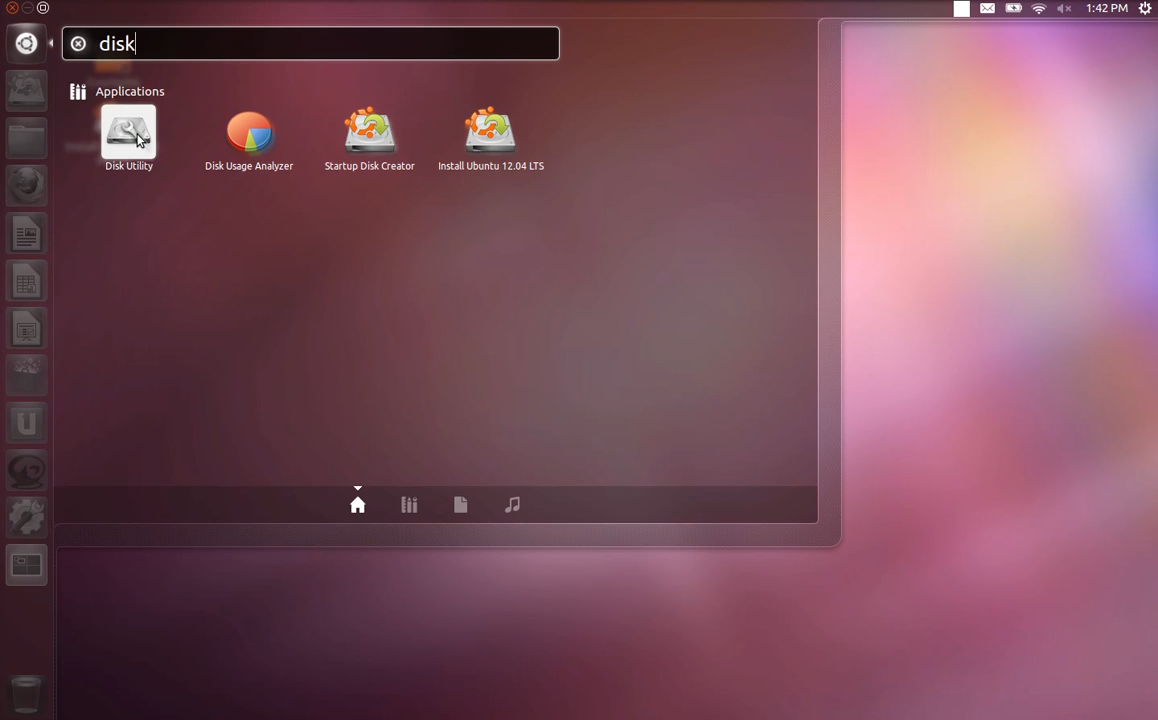 1:42 PM
disk
Applications
Disk Utility
Disk Usage Analyzer
Startup Disk Creator
Install Ubuntu 12.04 LTS